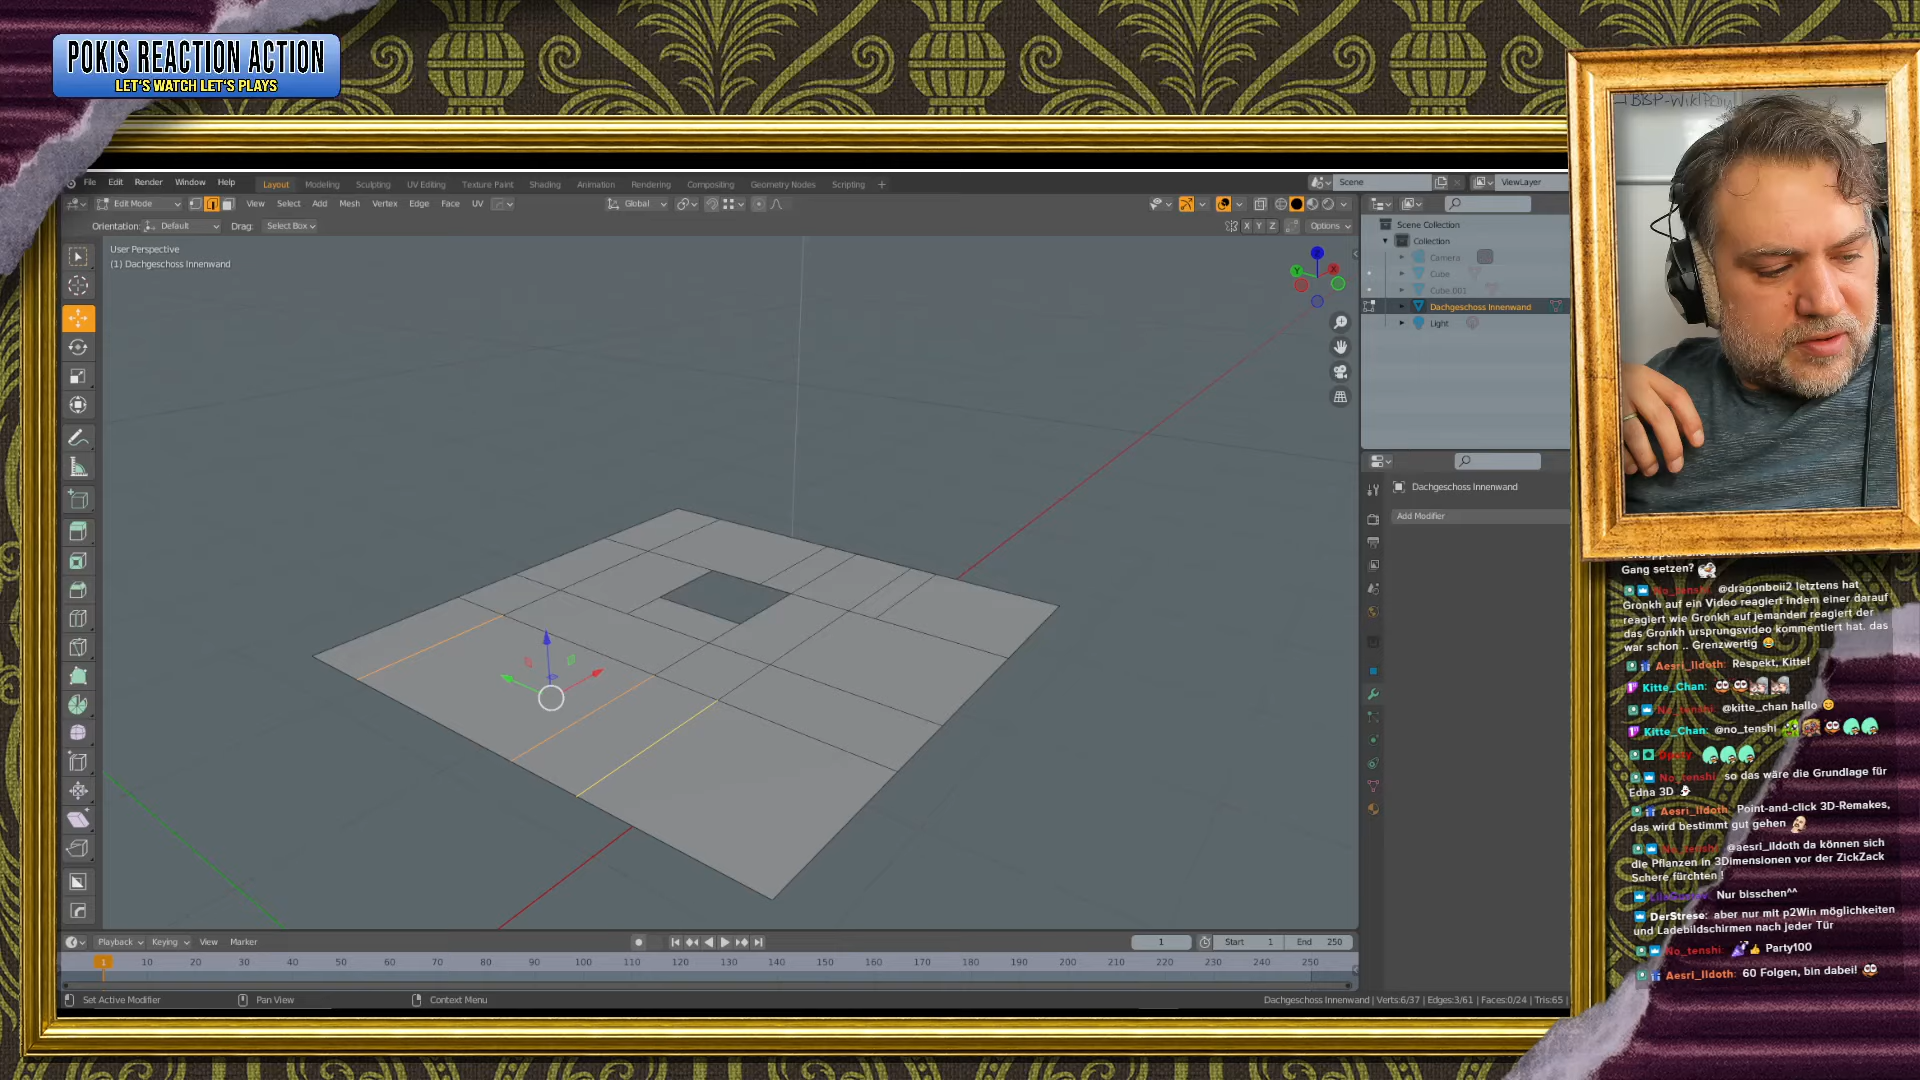 POKIS REACTION ACTION
LET'S WATCH LET'S PLAYS
File Edit Render Window Help Layout Modeling Sculpting UV Editing Texture Paint Shading Animation Rendering Compositing Geometry Nodes Scripting + Scene ViewLayer
Edit Mode View Select Add Mesh Vertex Edge Face UV Global
Orientation: Default Drag: Select Box X Y Z Options
User Perspective
(1) Dachgeschoss Innenwand
Scene Collection
Collection
Camera
Cube
Cube.001
Dachgeschoss Innenwand
Light
Dachgeschoss Innenwand
Add Modifier
Gang setzen?
No_tenshi: @dragonboii2 letztens hat
Gronkh auf ein Video reagiert indem einer darauf
reagiert wie Gronkh auf jemanden reagiert der
das Gronkh ursprungsvideo kommentiert hat. das
war schon .. Grenzwertig
Aesri_Ildoth: Respekt, Kitte!
Kitte_Chan:
No_tenshi: @kitte_chan hallo
Kitte_Chan: @no_tenshi
No_tenshi: so das wäre die Grundlage für
Edna 3D
Aesri_Ildoth: Point-and-click 3D-Remakes,
das wird bestimmt gut gehen
No_tenshi: @aesri_ildoth da können sich
die Pflanzen in 3Dimensionen vor der ZickZack
Schere fürchten !
Nur bisschen^^
DerStrese: aber nur mit p2Win möglichkeiten
und Ladebildschirmen nach jeder Tür
No_tenshi: Party100
Aesri_Ildoth: 60 Folgen, bin dabei!
Playback Keying View Marker 1 Start 1 End 250
1 10 20 30 40 50 60 70 80 90 100 110 120 130 140 150 160 170 180 190 200 210 220 230 240 250
Set Active Modifier Pan View Context Menu Dachgeschoss Innenwand | Verts:6/37 | Edges:3/61 | Faces:0/24 | Tris:65 |